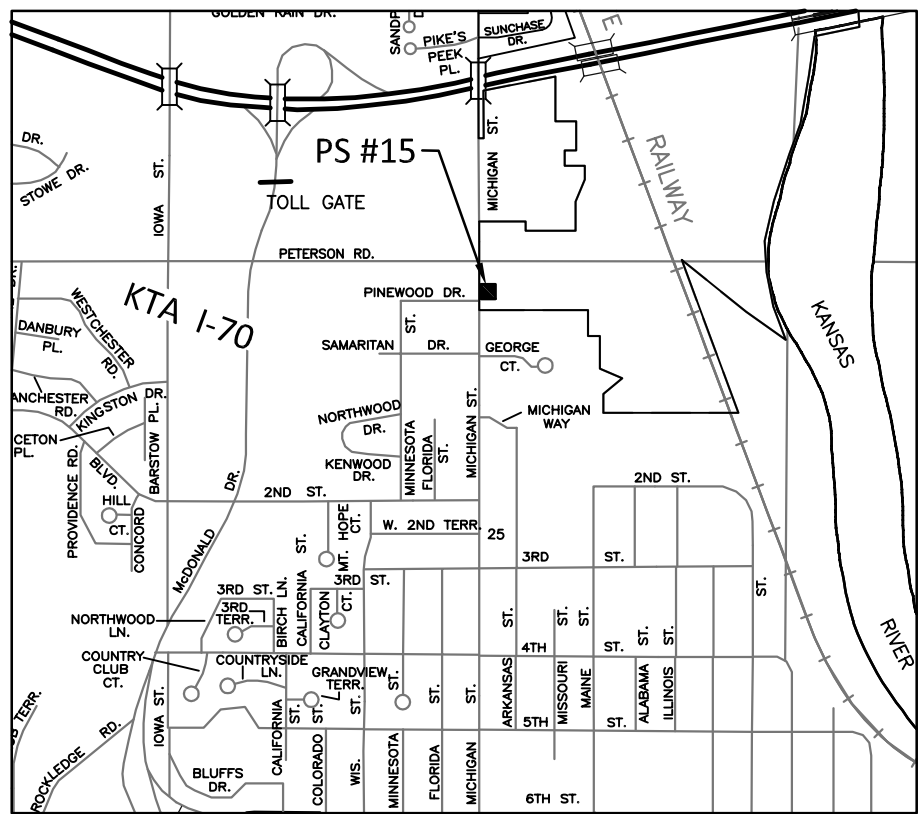 GOLDEN RAIN DR.
PIKE'S
PEEK
PL.
SUNCHASE
DR.
DR.
STOWE DR.
IOWA ST.
PS #15
MICHIGAN ST.
RAILWAY
TOLL GATE
PETERSON RD.
KTA I-70
PINEWOOD DR.
KANSAS
WESTCHESTER
RD.
DANBURY
PL.
ST.
SAMARITAN DR.
GEORGE
CT.
ANCHESTER
RD.
KINGSTON DR.
CETON
PL.
BLVD.
BARSTOW PL.
NORTHWOOD
DR.
KENWOOD
DR.
MINNESOTA
FLORIDA
ST.
MICHIGAN ST.
MICHIGAN
WAY
PROVIDENCE RD.
HILL
CT.
CONCORD
McDONALD DR.
2ND ST.
2ND ST.
MT. HOPE
CT.
W. 2ND TERR.
25
3RD ST.
3RD ST.
3RD ST.
3RD
TERR.
BIRCH LN.
CALIFORNIA ST.
CLAYTON
CT.
ST.
NORTHWOOD
LN.
ARKANSAS ST.
MISSOURI ST.
MAINE ST.
ALABAMA ST.
ILLINOIS ST.
4TH ST.
RIVER
COUNTRY
CLUB
CT.
COUNTRYSIDE
LN.
GRANDVIEW
TERR.
IOWA ST.
CALIFORNIA ST.
COLORADO ST.
WIS. ST.
MINNESOTA ST.
FLORIDA ST.
MICHIGAN ST.
5TH ST.
TERR.
ROCKLEDGE RD.
BLUFFS
DR.
6TH ST.